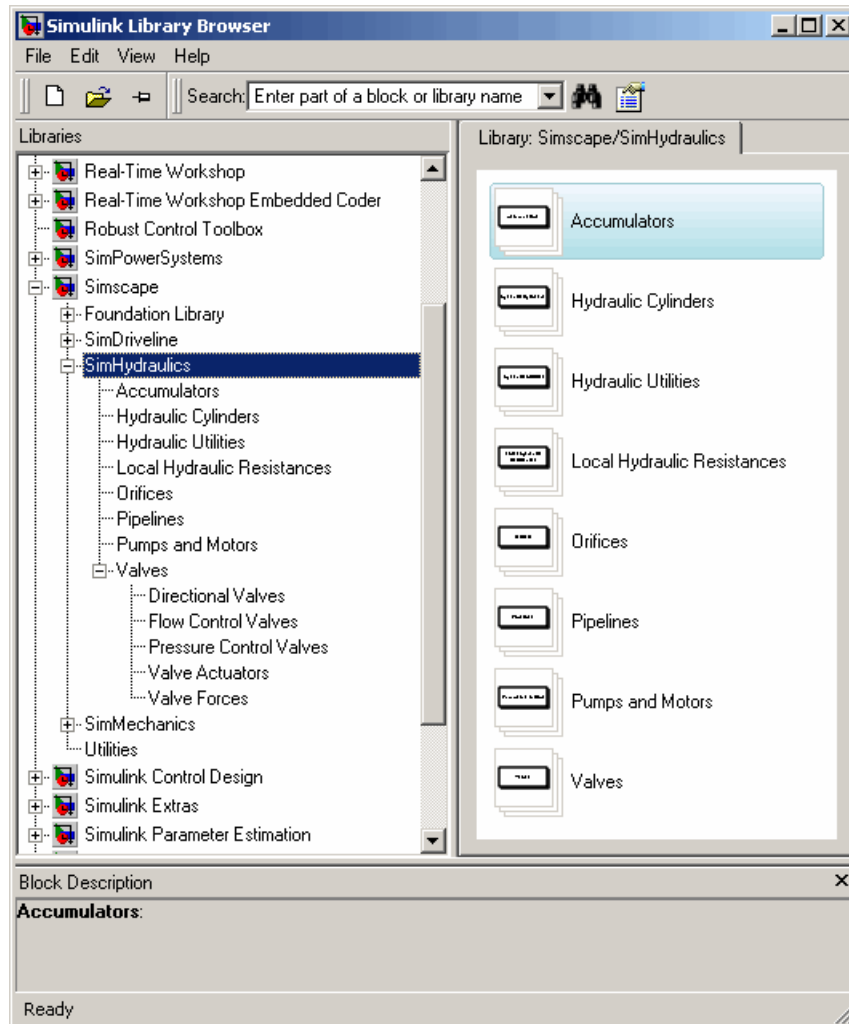 Simulink Library Browser
File Edit View Help
Search: Enter part of a block or library name
Libraries
Real-Time Workshop
Real-Time Workshop Embedded Coder
Robust Control Toolbox
SimPowerSystems
Simscape
Foundation Library
SimDriveline
SimHydraulics
Accumulators
Hydraulic Cylinders
Hydraulic Utilities
Local Hydraulic Resistances
Orifices
Pipelines
Pumps and Motors
Valves
Directional Valves
Flow Control Valves
Pressure Control Valves
Valve Actuators
Valve Forces
SimMechanics
Utilities
Simulink Control Design
Simulink Extras
Simulink Parameter Estimation
Library: Simscape/SimHydraulics
Accumulators
Hydraulic Cylinders
Hydraulic Utilities
Local Hydraulic Resistances
Orifices
Pipelines
Pumps and Motors
Valves
Block Description
Accumulators:
Ready